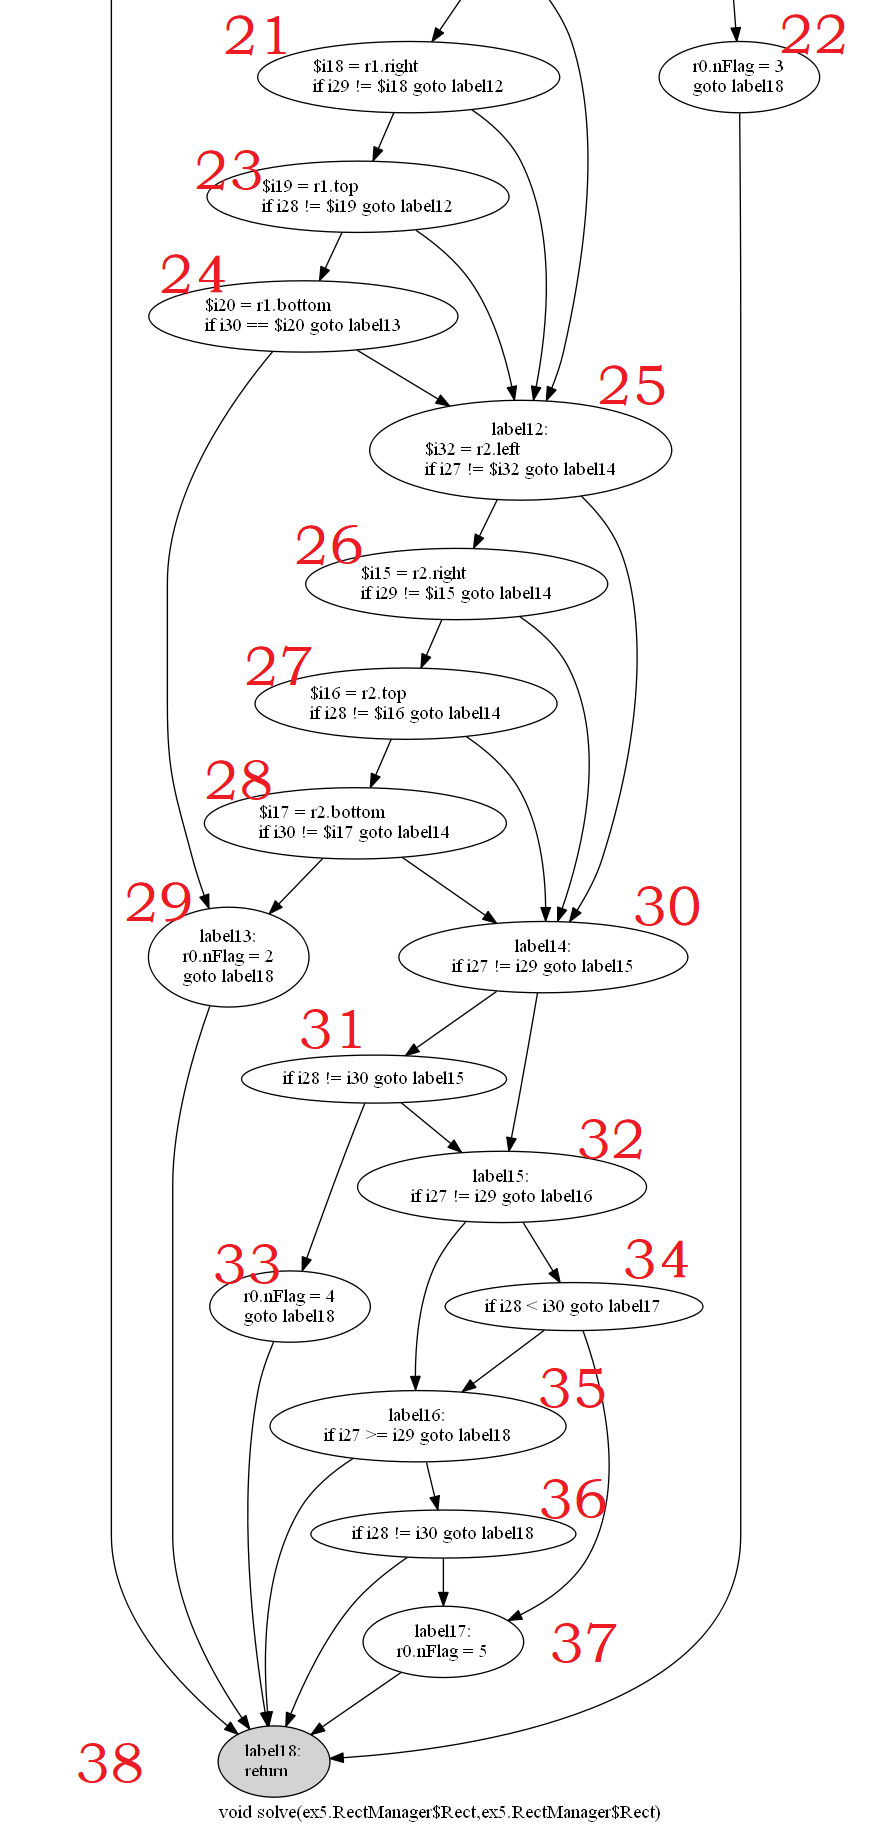 21
22
$i18 = r1.right
if i29 != $i18 goto label12
r0.nFlag = 3
goto label18
23
$i19 = r1.top
if i28 != $i19 goto label12
24
$i20 = r1.bottom
if i30 == $i20 goto label13
25
label12:
$i32 = r2.left
if i27 != $i32 goto label14
26
$i15 = r2.right
if i29 != $i15 goto label14
27
$i16 = r2.top
if i28 != $i16 goto label14
28
$i17 = r2.bottom
if i30 != $i17 goto label14
29
label13:
r0.nFlag = 2
goto label18
30
label14:
if i27 != i29 goto label15
31
if i28 != i30 goto label15
32
label15:
if i27 != i29 goto label16
33
r0.nFlag = 4
goto label18
34
if i28 < i30 goto label17
35
label16:
if i27 >= i29 goto label18
36
if i28 != i30 goto label18
37
label17:
r0.nFlag = 5
38
label18:
return
void solve(ex5.RectManager$Rect,ex5.RectManager$Rect)